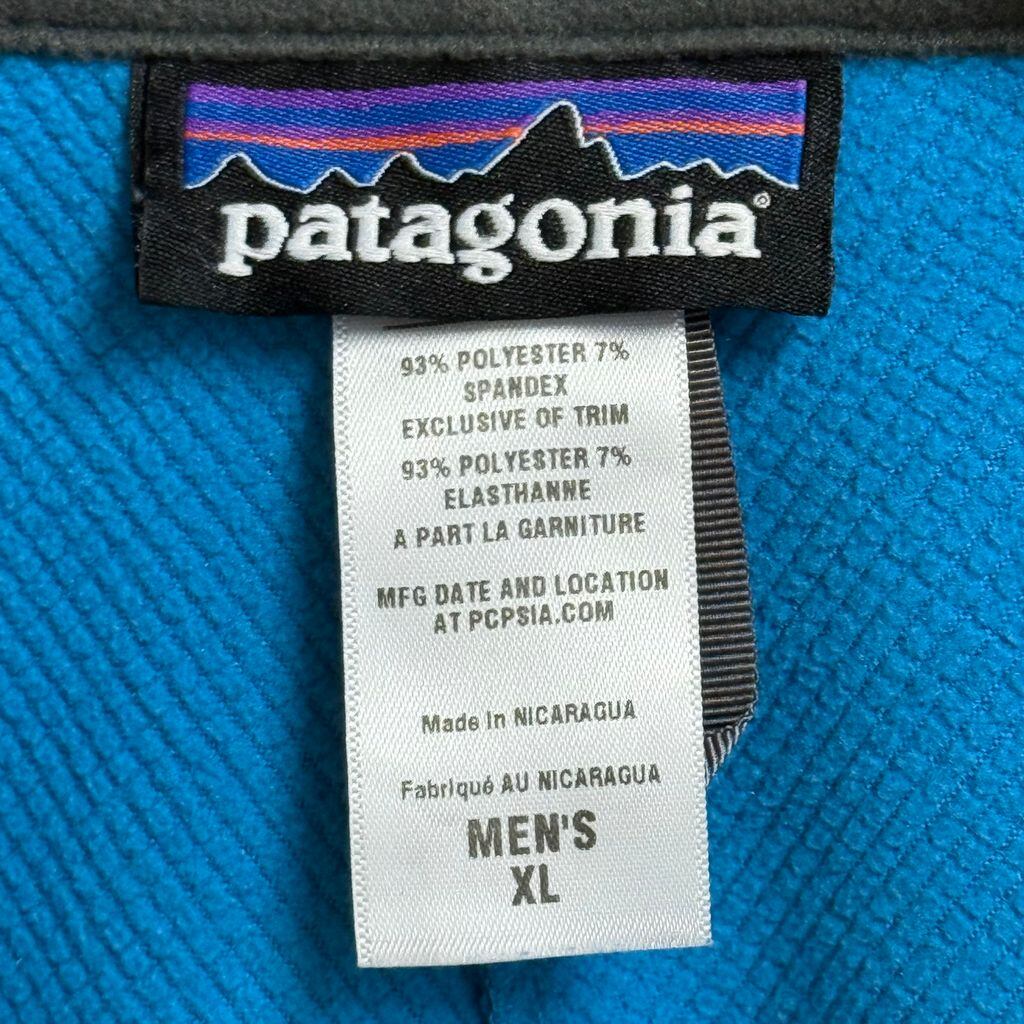 patagonia®
93% POLYESTER 7%
SPANDEX
EXCLUSIVE OF TRIM
93% POLYESTER 7%
ELASTHANNE
A PART LA GARNITURE
MFG DATE AND LOCATION
AT PCPSIA.COM
Made in NICARAGUA
Fabriqué AU NICARAGUA
MEN'S
XL